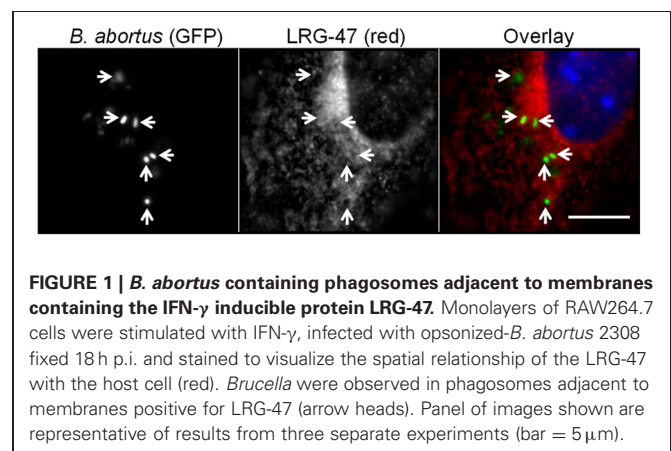 B. abortus (GFP) LRG-47 (red) Overlay
FIGURE 1 | B. abortus containing phagosomes adjacent to membranes
containing the IFN-γ inducible protein LRG-47. Monolayers of RAW264.7
cells were stimulated with IFN-γ, infected with opsonized-B. abortus 2308
fixed 18 h p.i. and stained to visualize the spatial relationship of the LRG-47
with the host cell (red). Brucella were observed in phagosomes adjacent to
membranes positive for LRG-47 (arrow heads). Panel of images shown are
representative of results from three separate experiments (bar = 5 μm).